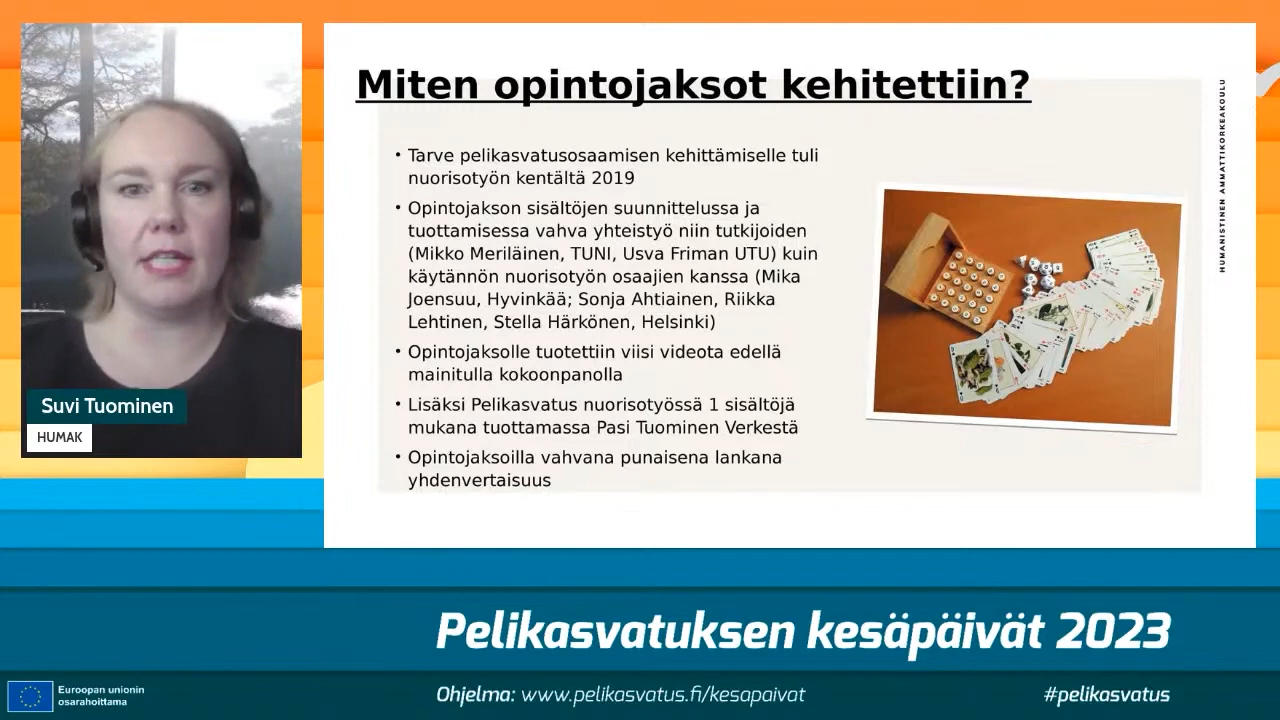 Miten opintojaksot kehitettiin?
• Tarve pelikasvatusosaamisen kehittämiselle tuli
nuorisotyön kentältä 2019
• Opintojakson sisältöjen suunnittelussa ja
tuottamisessa vahva yhteistyö niin tutkijoiden
(Mikko Meriläinen, TUNI, Usva Friman UTU) kuin
käytännön nuorisotyön osaajien kanssa (Mika
Joensuu, Hyvinkää; Sonja Ahtiainen, Riikka
Lehtinen, Stella Härkönen, Helsinki)
• Opintojaksolle tuotettiin viisi videota edellä
mainitulla kokoonpanolla
• Lisäksi Pelikasvatus nuorisotyössä 1 sisältöjä
mukana tuottamassa Pasi Tuominen Verkestä
• Opintojaksoilla vahvana punaisena lankana
yhdenvertaisuus
HUMANISTINEN AMMATTIKORKEAKOULU
Suvi Tuominen
HUMAK
Pelikasvatuksen kesäpäivät 2023
Euroopan unionin
osarahoittama
Ohjelma: www.pelikasvatus.fi/kesapaivat
#pelikasvatus